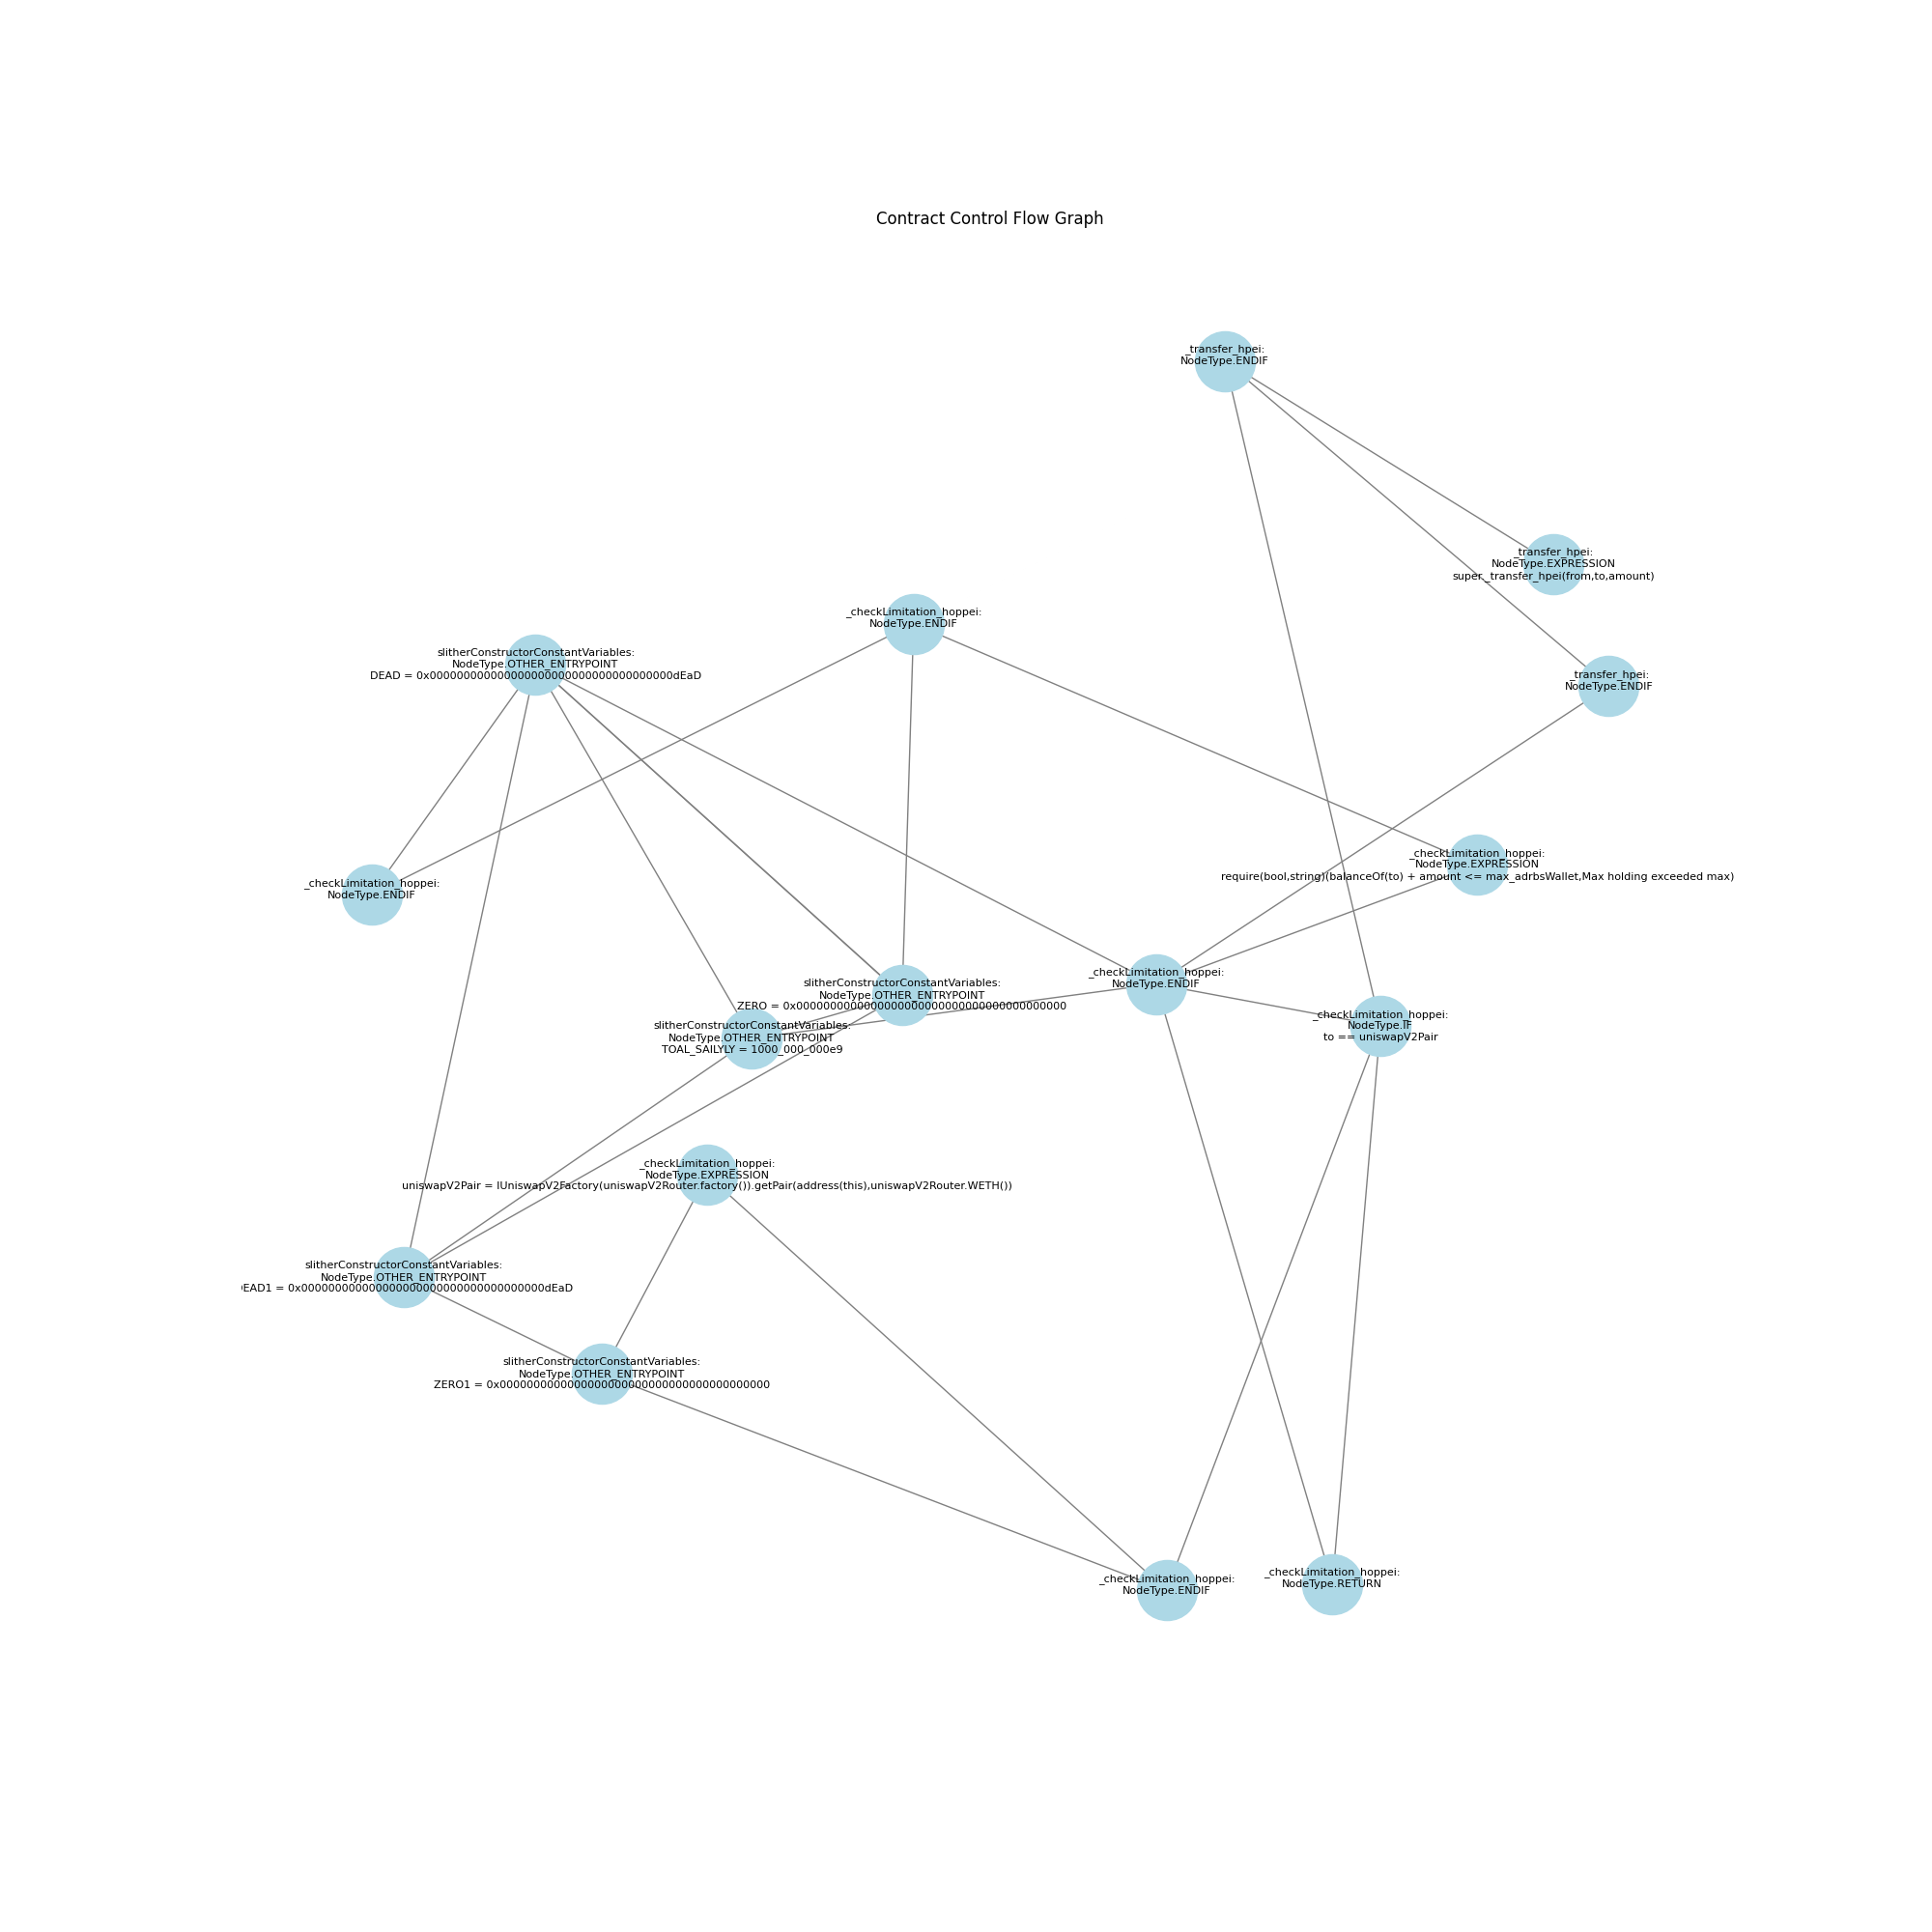 Contract Control Flow Graph
_transfer_hpei:
NodeType.ENDIF
_transfer_hpei:
NodeType.EXPRESSION
super._transfer_hpei(from,to,amount)
_checkLimitation_hoppei:
NodeType.ENDIF
slitherConstructorConstantVariables:
NodeType.OTHER_ENTRYPOINT
DEAD = 0x000000000000000000000000000000000000dEaD
_transfer_hpei:
NodeType.ENDIF
_checkLimitation_hoppei:
NodeType.EXPRESSION
require(bool,string)(balanceOf(to) + amount <= max_adrbsWallet,Max holding exceeded max)
_checkLimitation_hoppei:
NodeType.ENDIF
_checkLimitation_hoppei:
NodeType.ENDIF
slitherConstructorConstantVariables:
NodeType.OTHER_ENTRYPOINT
ZERO = 0x0000000000000000000000000000000000000000
_checkLimitation_hoppei:
NodeType.IF
to == uniswapV2Pair
slitherConstructorConstantVariables:
NodeType.OTHER_ENTRYPOINT
TOAL_SAILYLY = 1000_000_000e9
_checkLimitation_hoppei:
NodeType.EXPRESSION
uniswapV2Pair = IUniswapV2Factory(uniswapV2Router.factory()).getPair(address(this),uniswapV2Router.WETH())
slitherConstructorConstantVariables:
NodeType.OTHER_ENTRYPOINT
EAD1 = 0x000000000000000000000000000000000000dEaD
slitherConstructorConstantVariables:
NodeType.OTHER_ENTRYPOINT
ZERO1 = 0x0000000000000000000000000000000000000000
_checkLimitation_hoppei:
NodeType.ENDIF
_checkLimitation_hoppei:
NodeType.RETURN